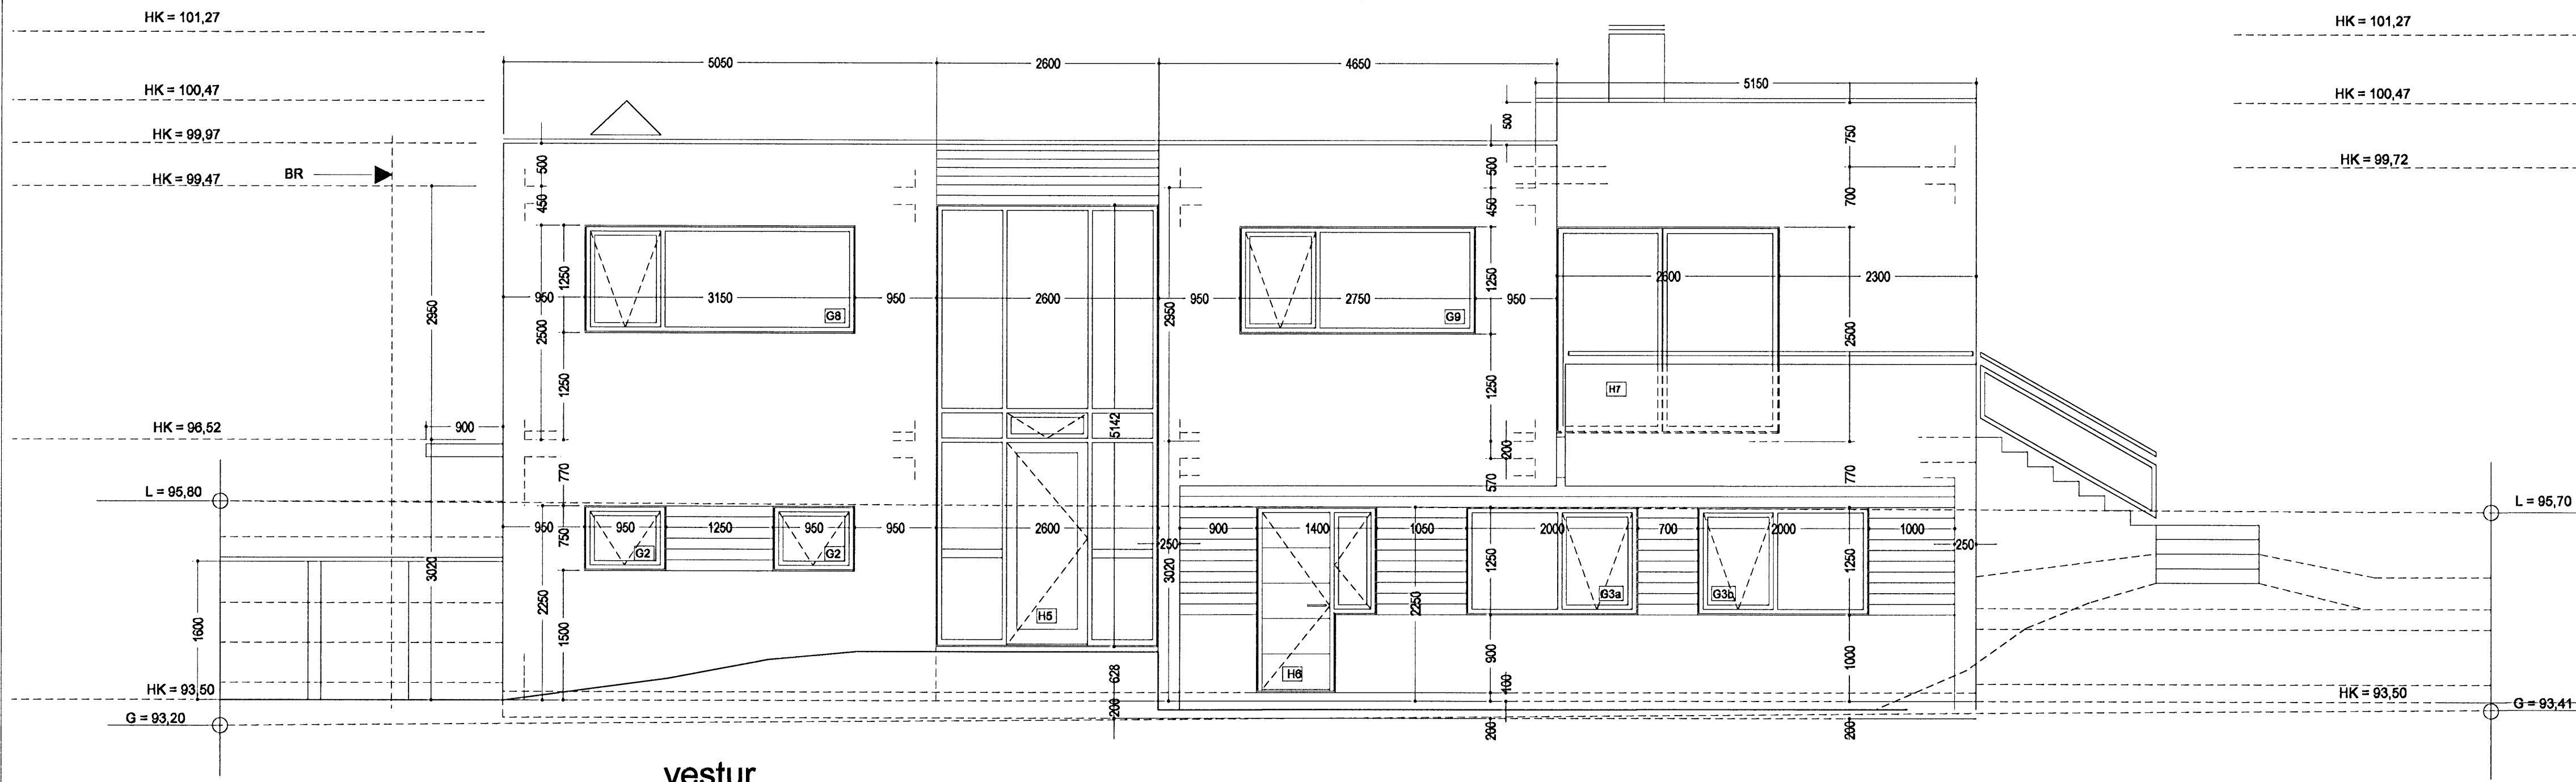 HK = 101,27
HK = 101,27
5050
2600
4650
5150
HK = 100,47
HK = 100,47
500
750
HK = 99,97
500
500
HK = 99,72
BR
HK = 99,47
450
450
700
2950
1250
2500
950
3150
950
2600
2950
950
2750
1250
950
2600
2300
G8
G9
2500
1250
1250
H7
HK = 96,52
900
5142
200
770
570
770
L = 95,80
L = 95,70
950
950
1250
950
950
2600
900
1400
1050
2000
700
2000
1000
750
250
250
G2
G2
3020
3020
1250
1250
2250
2250
G3a
G3b
H5
1600
1500
900
1000
628
H6
100
HK = 93,50
HK = 93,50
200
G = 93,20
G = 93,41
200
200
vestur